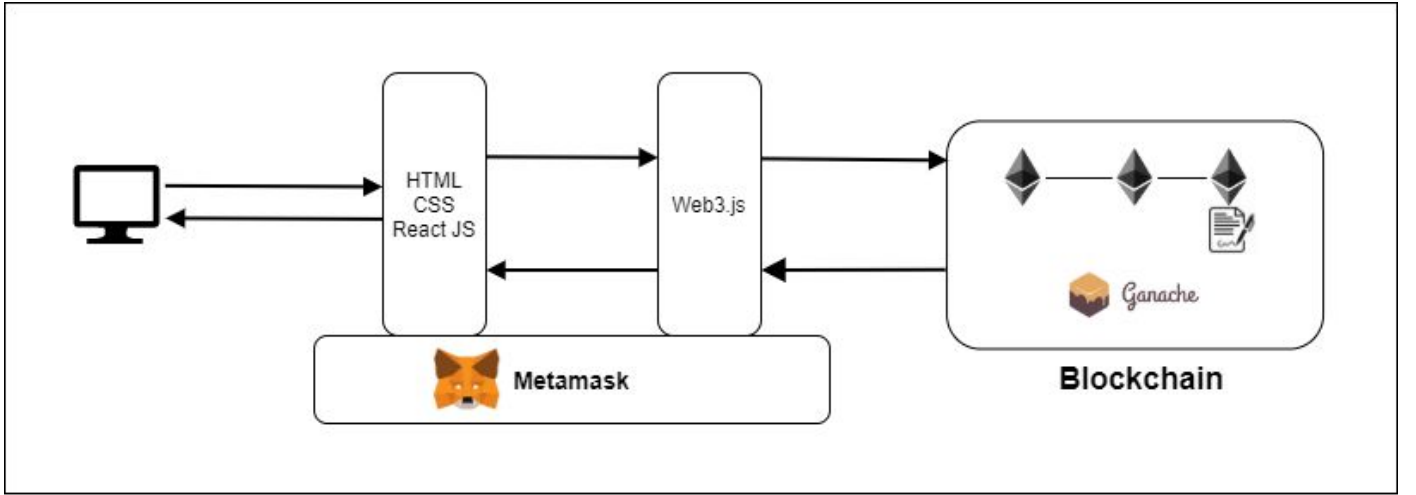 HTML
CSS
React JS
Web3.js
Ganache
Metamask
Blockchain